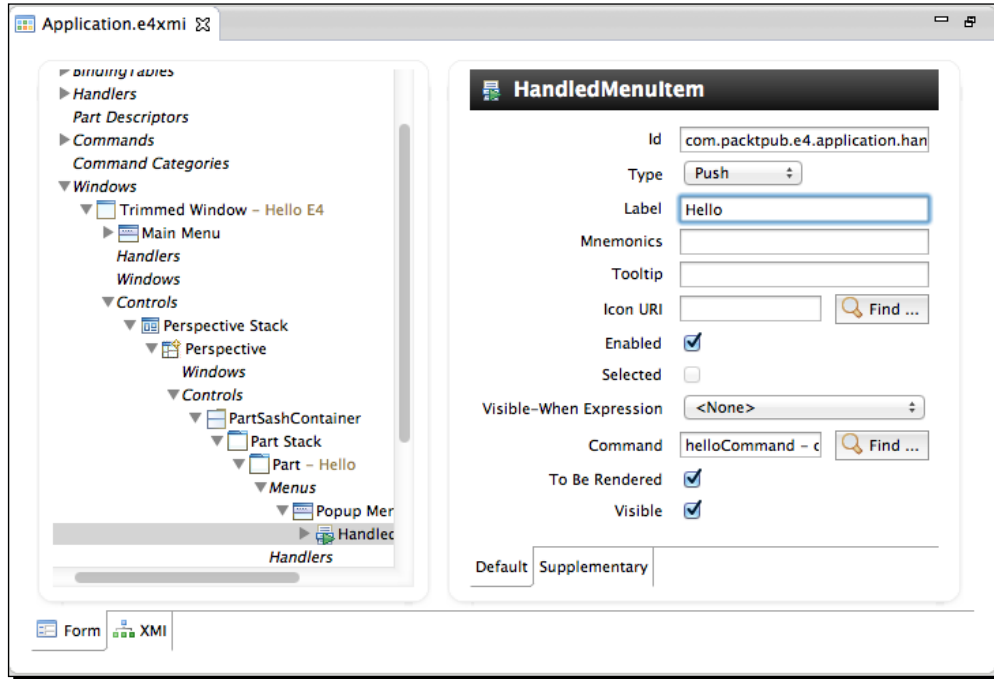 Application.e4xmi
BindingTables
Handlers
Part Descriptors
Commands
Command Categories
Windows
Trimmed Window – Hello E4
Main Menu
Handlers
Windows
Controls
Perspective Stack
Perspective
Windows
Controls
PartSashContainer
Part Stack
Part – Hello
Menus
Popup Mer
Handled
Handlers
HandledMenuItem
Id com.packtpub.e4.application.han
Type Push
Label Hello
Mnemonics
Tooltip
Icon URI Find ...
Enabled
Selected
Visible-When Expression <None>
Command helloCommand – c Find ...
To Be Rendered
Visible
Default Supplementary
Form XMI